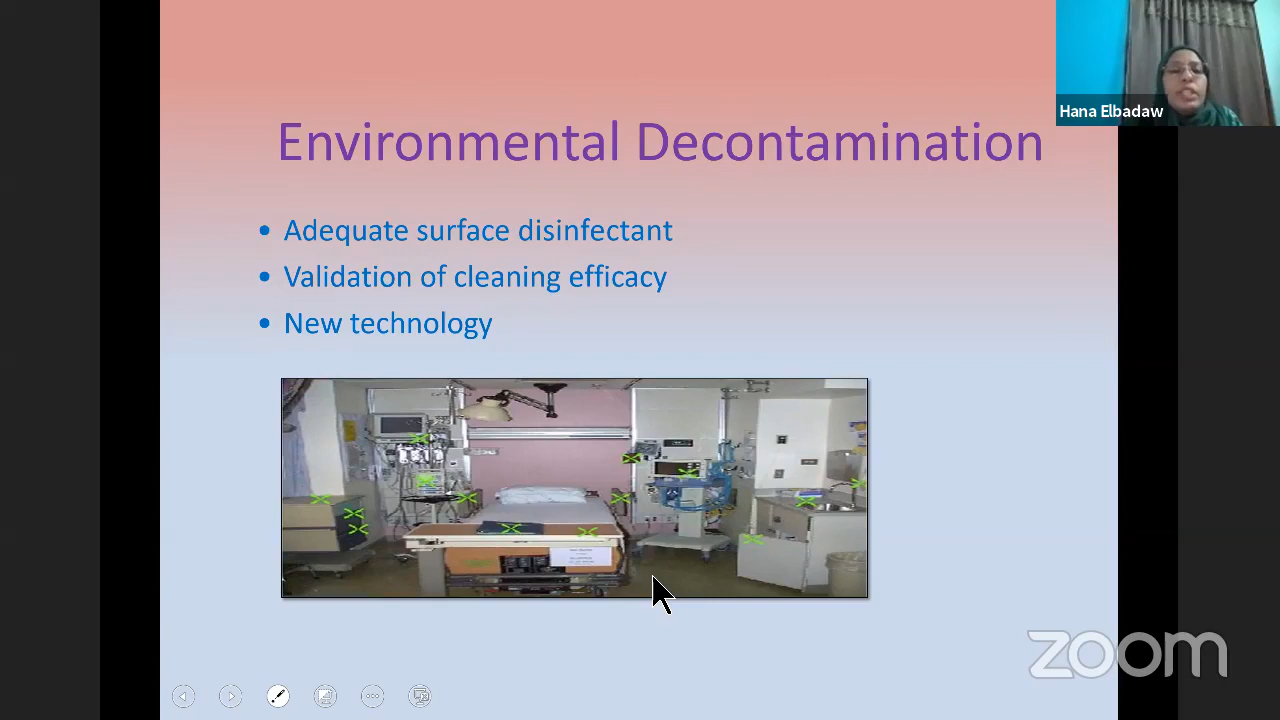 Hana Elbadaw
Environmental Decontamination
• Adequate surface disinfectant
• Validation of cleaning efficacy
• New technology
zoom